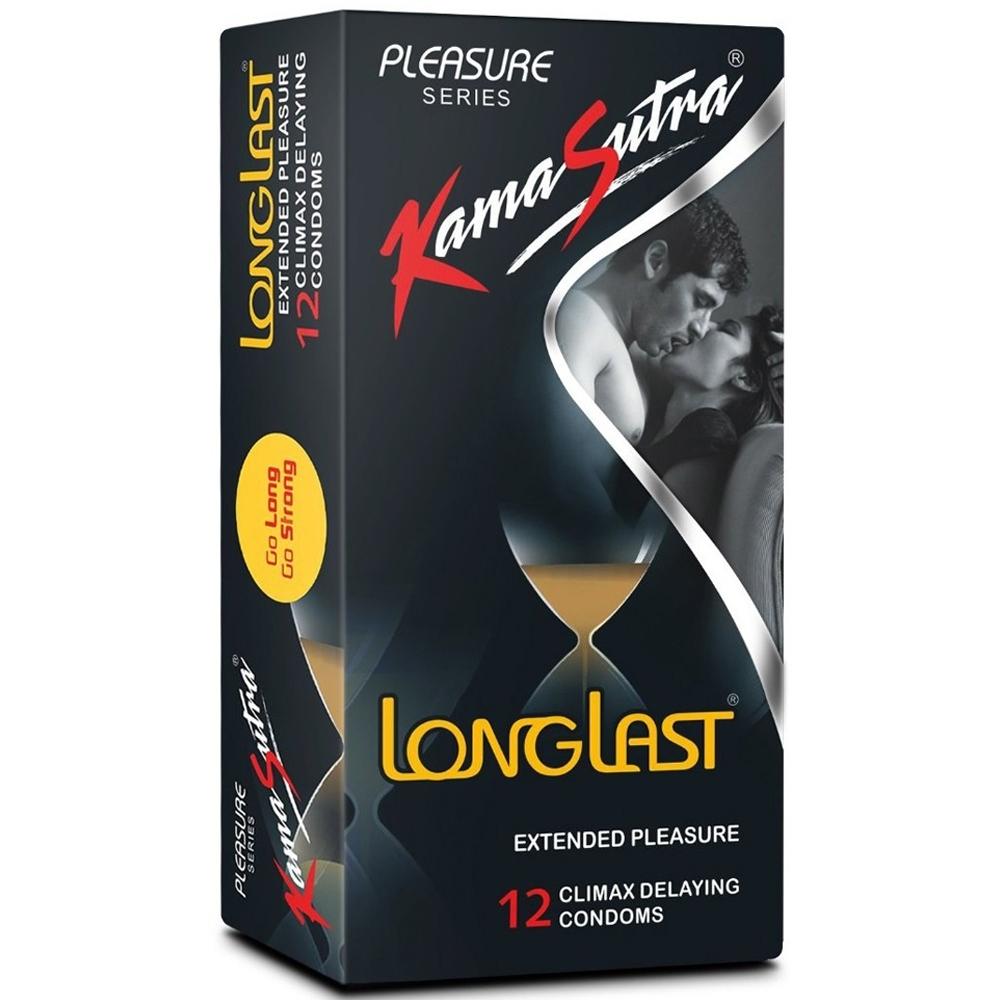 PLEASURE
SERIES
KamaSutra®
LONGLAST®
EXTENDED PLEASURE
12 CLIMAX DELAYING
CONDOMS
LONGLAST®
EXTENDED PLEASURE
12 CLIMAX DELAYING
CONDOMS
Go Long
Go Strong
PLEASURE
SERIES
KamaSutra®